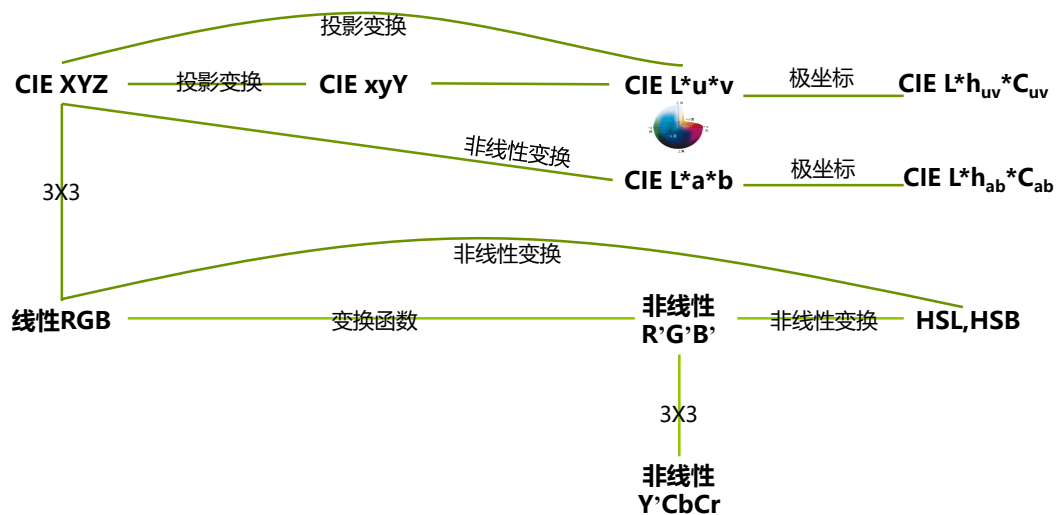 投影变换
CIE XYZ 投影变换 CIE xyY CIE L*u*v 极坐标 CIE L*huv*Cuv
非线性变换
CIE L*a*b 极坐标 CIE L*hab*Cab
3X3
非线性变换
线性RGB 变换函数 非线性 非线性变换 HSL,HSB
R’G’B’
3X3
非线性
Y’CbCr